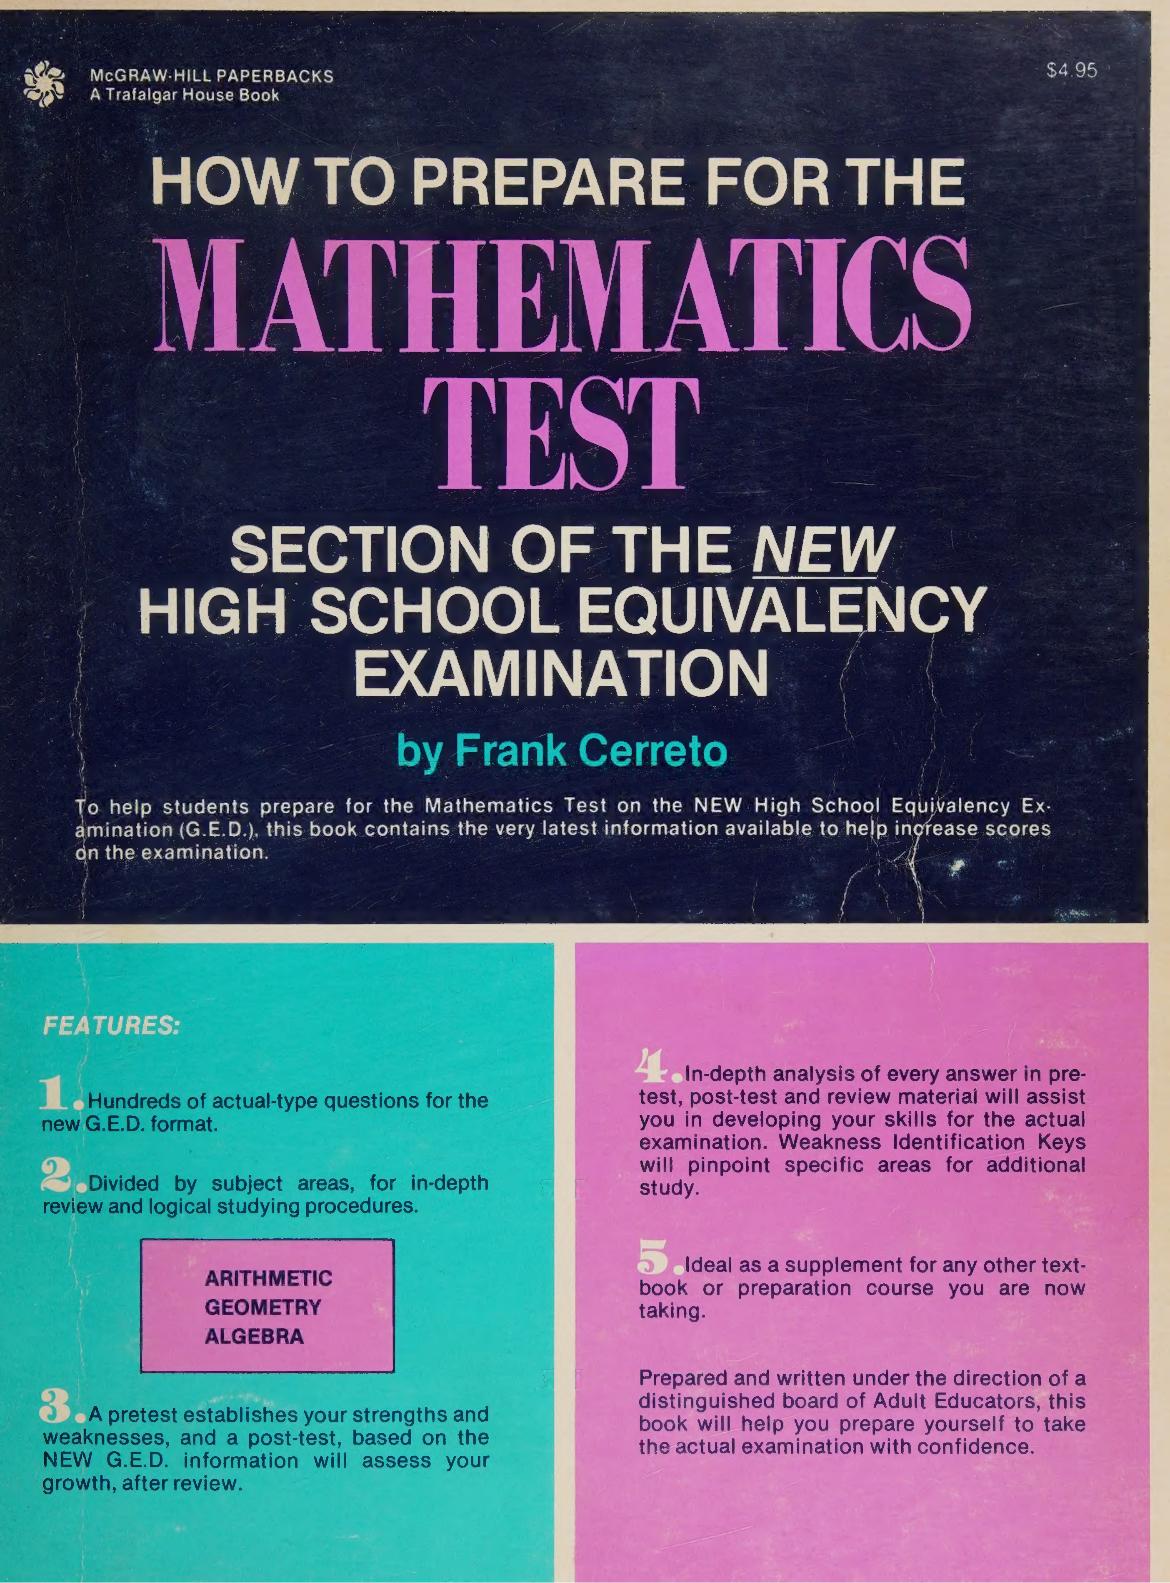 McGRAW-HILL PAPERBACKS
A Trafalgar House Book
$4.95
HOW TO PREPARE FOR THE
MATHEMATICS
TEST
SECTION OF THE NEW
HIGH SCHOOL EQUIVALENCY
EXAMINATION
by Frank Cerreto
To help students prepare for the Mathematics Test on the NEW High School Equivalency Ex-
amination (G.E.D.), this book contains the very latest information available to help increase scores
on the examination.
FEATURES:
1. Hundreds of actual-type questions for the
new G.E.D. format.
2. Divided by subject areas, for in-depth
review and logical studying procedures.
ARITHMETIC
GEOMETRY
ALGEBRA
3. A pretest establishes your strengths and
weaknesses, and a post-test, based on the
NEW G.E.D. information will assess your
growth, after review.
4. In-depth analysis of every answer in pre-
test, post-test and review material will assist
you in developing your skills for the actual
examination. Weakness Identification Keys
will pinpoint specific areas for additional
study.
5. Ideal as a supplement for any other text-
book or preparation course you are now
taking.
Prepared and written under the direction of a
distinguished board of Adult Educators, this
book will help you prepare yourself to take
the actual examination with confidence.